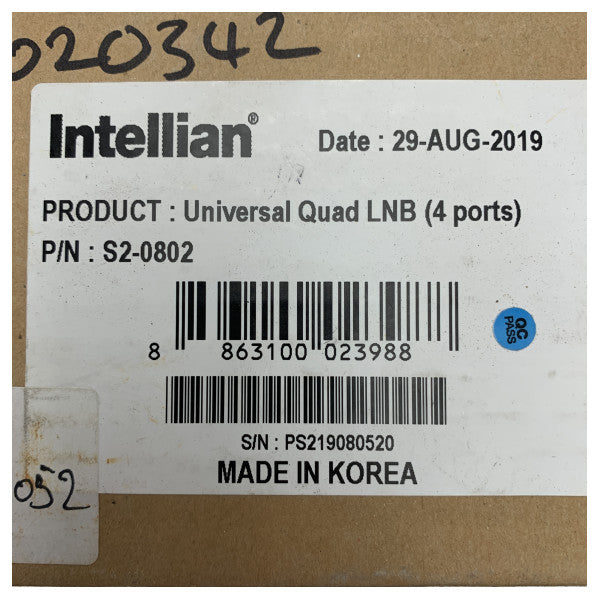 020342
Intellian®
Date : 29-AUG-2019
PRODUCT : Universal Quad LNB (4 ports)
P/N : S2-0802
QC
PASS
8 863100 023988
S/N : PS219080520
MADE IN KOREA
052